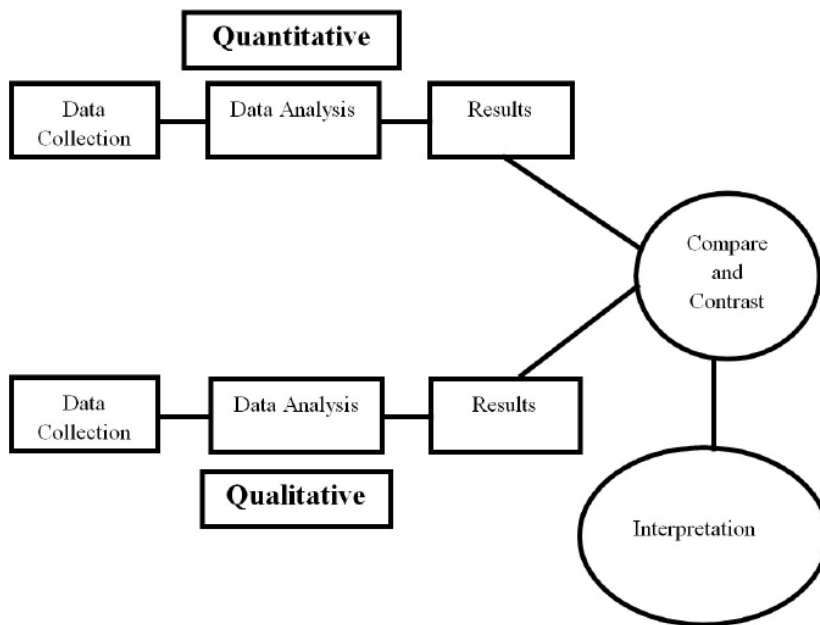 Quantitative
Data
Collection
Data Analysis
Results
Compare
and
Contrast
Data
Collection
Data Analysis
Results
Qualitative
Interpretation